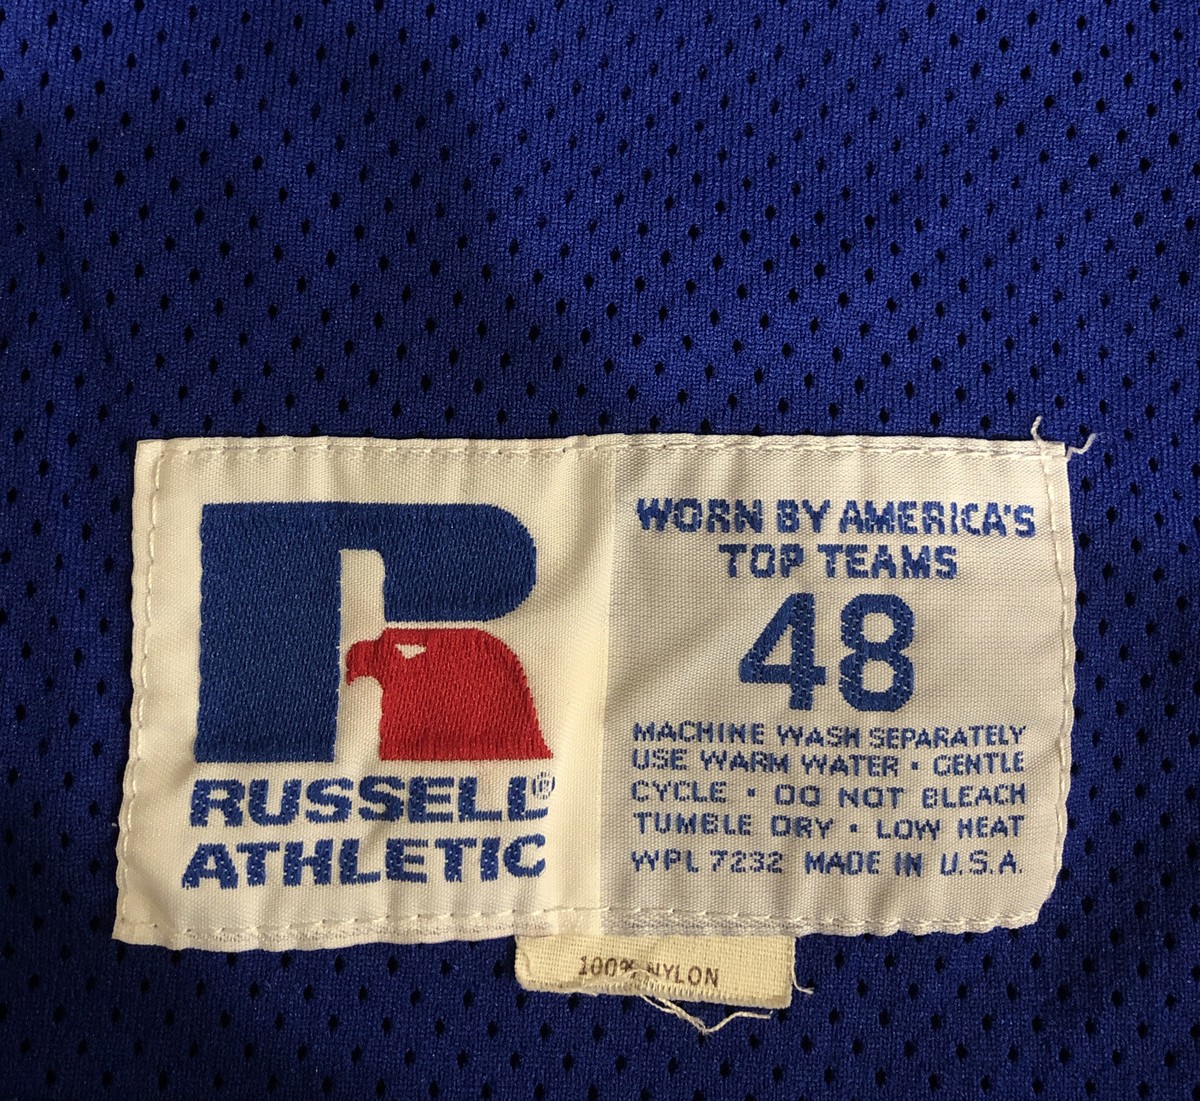 RUSSELL®
ATHLETIC
WORN BY AMERICA'S
TOP TEAMS
48
MACHINE WASH SEPARATELY
USE WARM WATER • GENTLE
CYCLE • DO NOT BLEACH
TUMBLE DRY • LOW HEAT
WPL 7232 MADE IN U.S.A.
100% NYLON